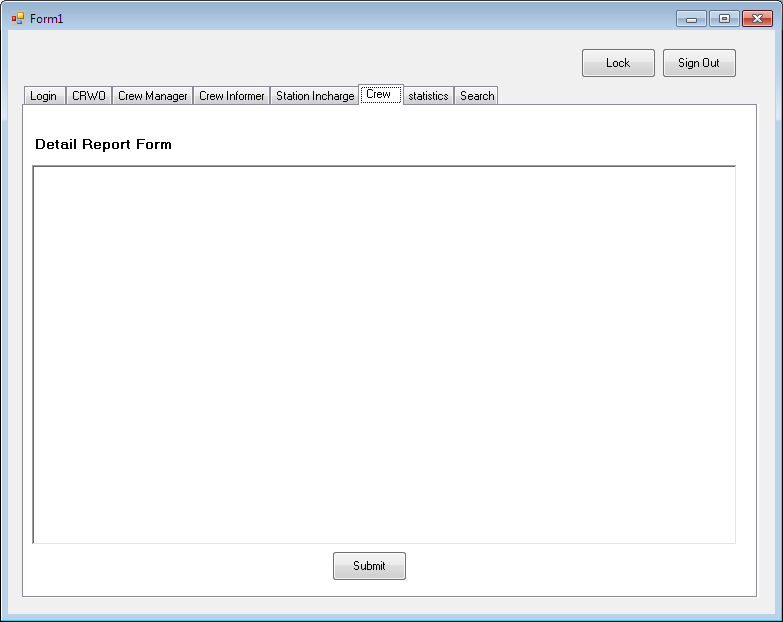 Form1
Lock Sign Out
Login CRWO Crew Manager Crew Informer Station Incharge Crew statistics Search
Detail Report Form
Submit